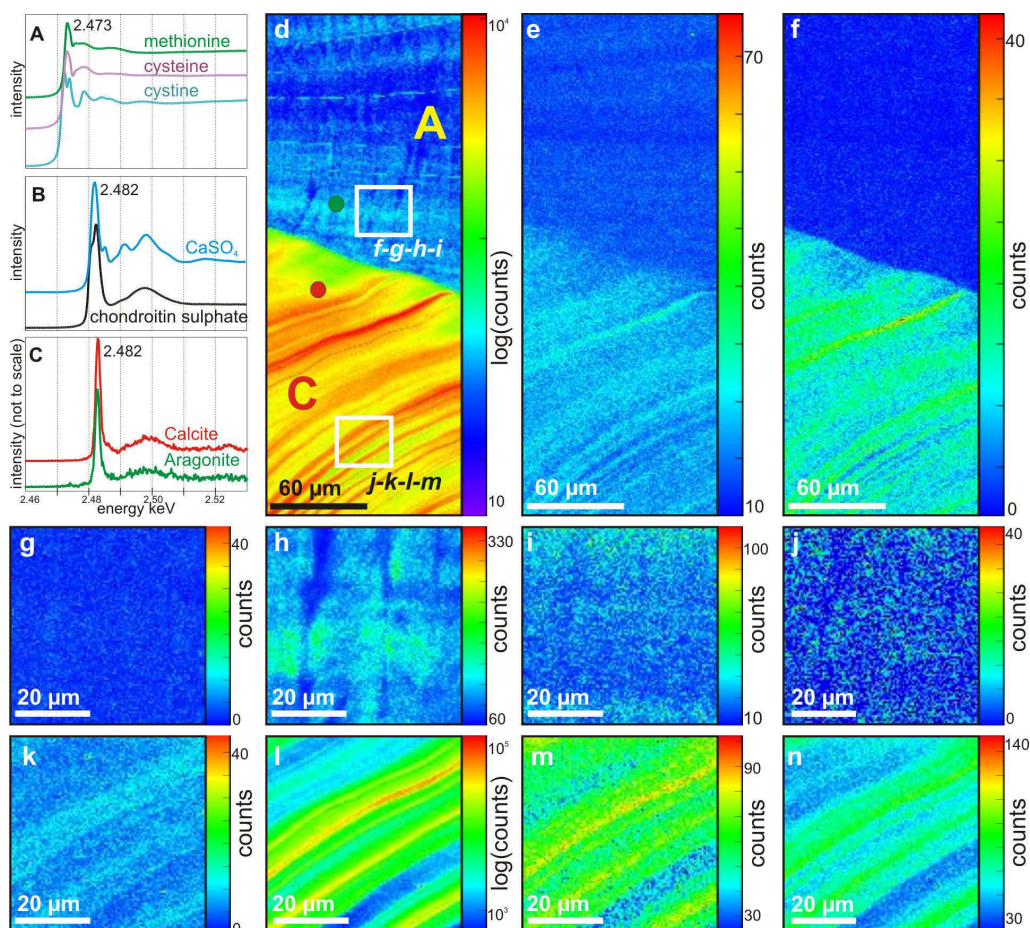 A
2.473
methionine
cysteine
cystine
intensity
B
2.482
CaSO4
chondroitin sulphate
intensity
C
2.482
Calcite
Aragonite
intensity (not to scale)
2.46 2.48 2.50 2.52
energy keV
d
A
f-g-h-i
C
j-k-l-m
60 µm
10⁴
log(counts)
10
e
60 µm
70
counts
10
f
60 µm
40
counts
0
g
20 µm
40
counts
0
h
20 µm
330
counts
60
i
20 µm
100
counts
10
j
20 µm
40
counts
0
k
20 µm
40
counts
0
l
20 µm
10⁵
log(counts)
10³
m
20 µm
90
counts
30
n
20 µm
140
counts
30